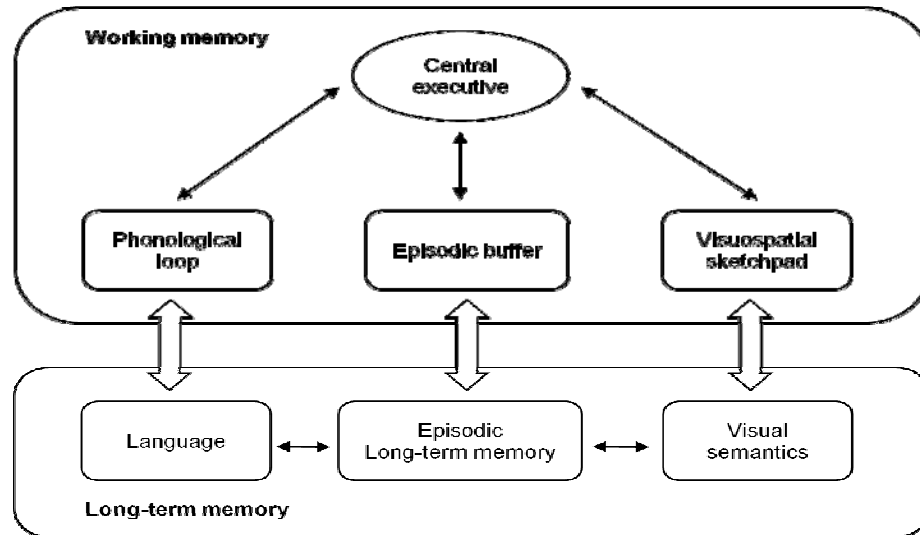 Working memory
Central
executive
Phonological
loop
Episodic buffer
Visuospatial
sketchpad
Language
Episodic
Long-term memory
Visual
semantics
Long-term memory